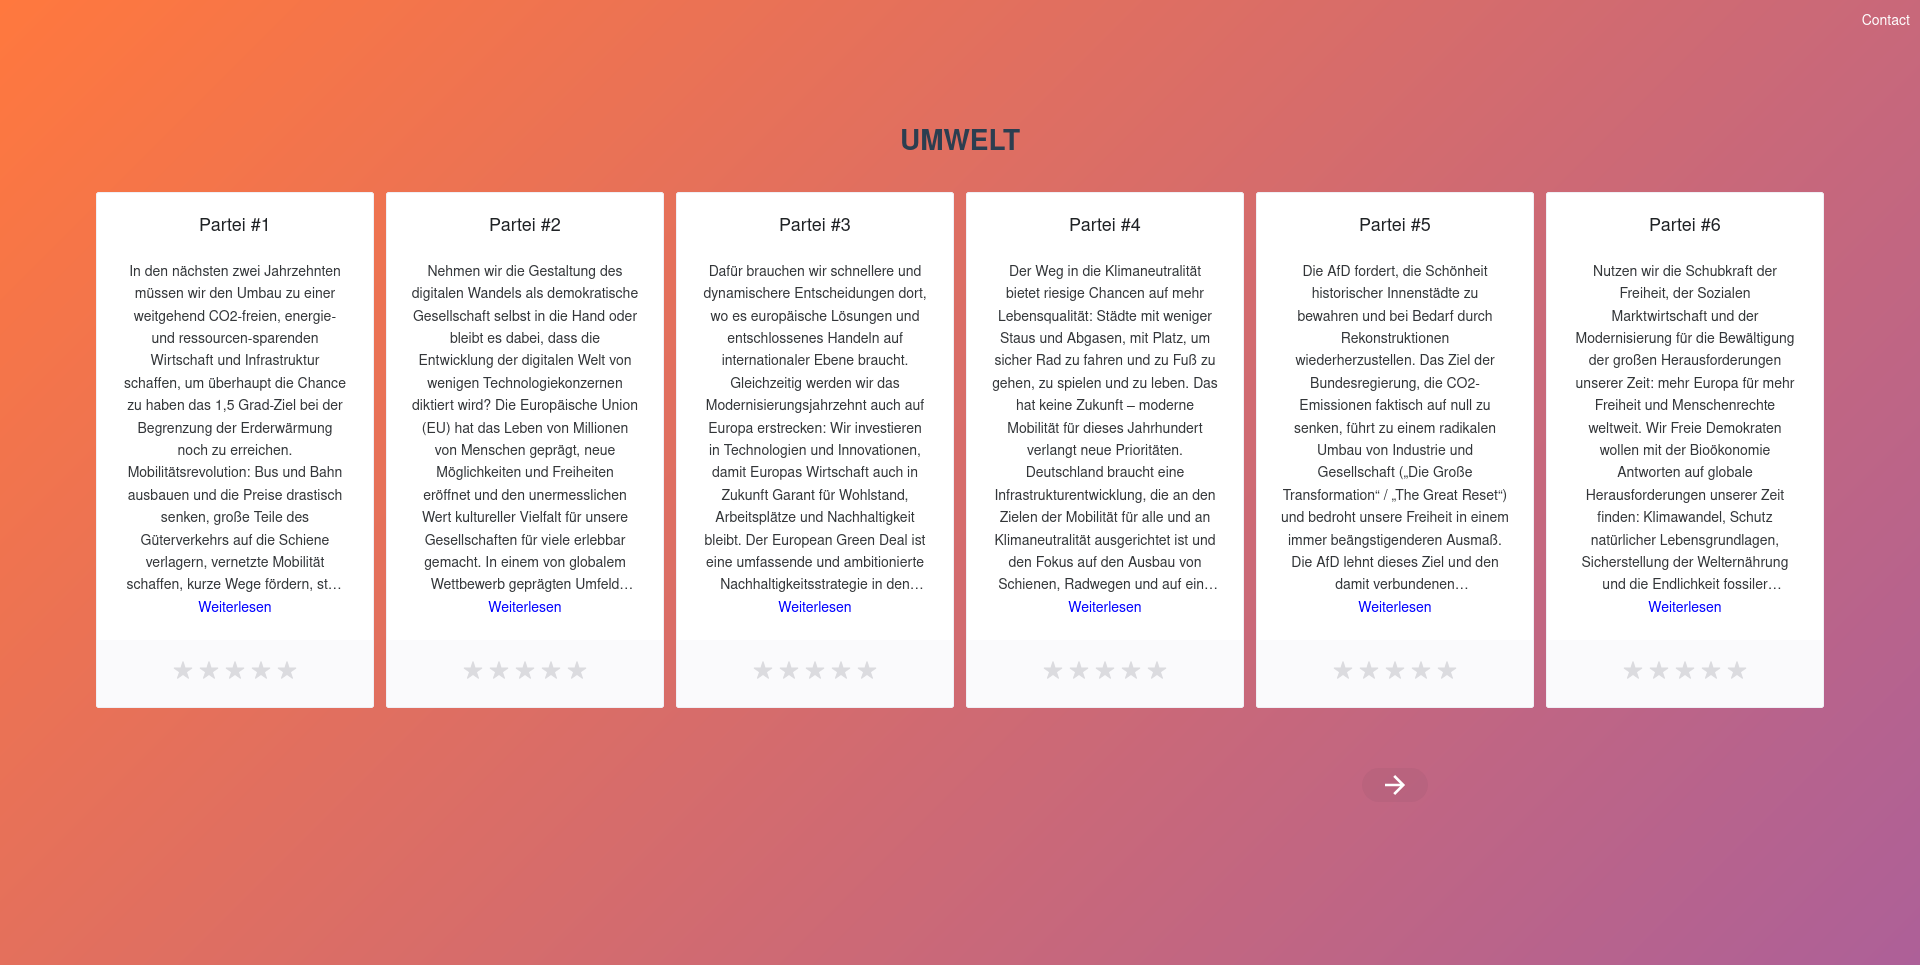 Contact
UMWELT
Partei #1
In den nächsten zwei Jahrzehnten
müssen wir den Umbau zu einer
weitgehend CO2-freien, energie-
und ressourcen-sparenden
Wirtschaft und Infrastruktur
schaffen, um überhaupt die Chance
zu haben das 1,5 Grad-Ziel bei der
Begrenzung der Erderwärmung
noch zu erreichen.
Mobilitätsrevolution: Bus und Bahn
ausbauen und die Preise drastisch
senken, große Teile des
Güterverkehrs auf die Schiene
verlagern, vernetzte Mobilität
schaffen, kurze Wege fördern, st…
Weiterlesen
Partei #2
Nehmen wir die Gestaltung des
digitalen Wandels als demokratische
Gesellschaft selbst in die Hand oder
bleibt es dabei, dass die
Entwicklung der digitalen Welt von
wenigen Technologiekonzernen
diktiert wird? Die Europäische Union
(EU) hat das Leben von Millionen
von Menschen geprägt, neue
Möglichkeiten und Freiheiten
eröffnet und den unermesslichen
Wert kultureller Vielfalt für unsere
Gesellschaften für viele erlebbar
gemacht. In einem von globalem
Wettbewerb geprägten Umfeld…
Weiterlesen
Partei #3
Dafür brauchen wir schnellere und
dynamischere Entscheidungen dort,
wo es europäische Lösungen und
entschlossenes Handeln auf
internationaler Ebene braucht.
Gleichzeitig werden wir das
Modernisierungsjahrzehnt auch auf
Europa erstrecken: Wir investieren
in Technologien und Innovationen,
damit Europas Wirtschaft auch in
Zukunft Garant für Wohlstand,
Arbeitsplätze und Nachhaltigkeit
bleibt. Der European Green Deal ist
eine umfassende und ambitionierte
Nachhaltigkeitsstrategie in den…
Weiterlesen
Partei #4
Der Weg in die Klimaneutralität
bietet riesige Chancen auf mehr
Lebensqualität: Städte mit weniger
Staus und Abgasen, mit Platz, um
sicher Rad zu fahren und zu Fuß zu
gehen, zu spielen und zu leben. Das
hat keine Zukunft – moderne
Mobilität für dieses Jahrhundert
verlangt neue Prioritäten.
Deutschland braucht eine
Infrastrukturentwicklung, die an den
Zielen der Mobilität für alle und an
Klimaneutralität ausgerichtet ist und
den Fokus auf den Ausbau von
Schienen, Radwegen und auf ein…
Weiterlesen
Partei #5
Die AfD fordert, die Schönheit
historischer Innenstädte zu
bewahren und bei Bedarf durch
Rekonstruktionen
wiederherzustellen. Das Ziel der
Bundesregierung, die CO2-
Emissionen faktisch auf null zu
senken, führt zu einem radikalen
Umbau von Industrie und
Gesellschaft („Die Große
Transformation“ / „The Great Reset“)
und bedroht unsere Freiheit in einem
immer beängstigenderen Ausmaß.
Die AfD lehnt dieses Ziel und den
damit verbundenen…
Weiterlesen
Partei #6
Nutzen wir die Schubkraft der
Freiheit, der Sozialen
Marktwirtschaft und der
Modernisierung für die Bewältigung
der großen Herausforderungen
unserer Zeit: mehr Europa für mehr
Freiheit und Menschenrechte
weltweit. Wir Freie Demokraten
wollen mit der Bioökonomie
Antworten auf globale
Herausforderungen unserer Zeit
finden: Klimawandel, Schutz
natürlicher Lebensgrundlagen,
Sicherstellung der Welternährung
und die Endlichkeit fossiler…
Weiterlesen